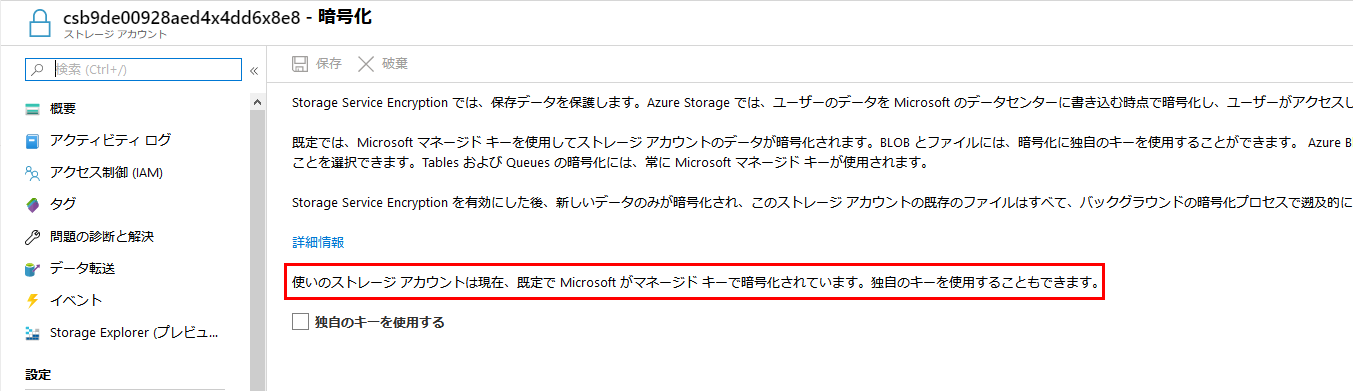 csb9de00928aed4x4dd6x8e8 - 暗号化
ストレージ アカウント
検索 (Ctrl+/)
«
保存
破棄
概要
アクティビティ ログ
アクセス制御 (IAM)
タグ
問題の診断と解決
データ転送
イベント
Storage Explorer (プレビュ...
設定
Storage Service Encryption では、保存データを保護します。Azure Storage では、ユーザーのデータを Microsoft のデータセンターに書き込む時点で暗号化し、ユーザーがアクセスし
既定では、Microsoft マネージド キーを使用してストレージ アカウントのデータが暗号化されます。BLOB とファイルには、暗号化に独自のキーを使用することができます。 Azure B
ことを選択できます。Tables および Queues の暗号化には、常に Microsoft マネージド キーが使用されます。
Storage Service Encryption を有効にした後、新しいデータのみが暗号化され、このストレージ アカウントの既存のファイルはすべて、バックグラウンドの暗号化プロセスで遡及的に
詳細情報
使いのストレージ アカウントは現在、既定で Microsoft がマネージド キーで暗号化されています。独自のキーを使用することもできます。
独自のキーを使用する